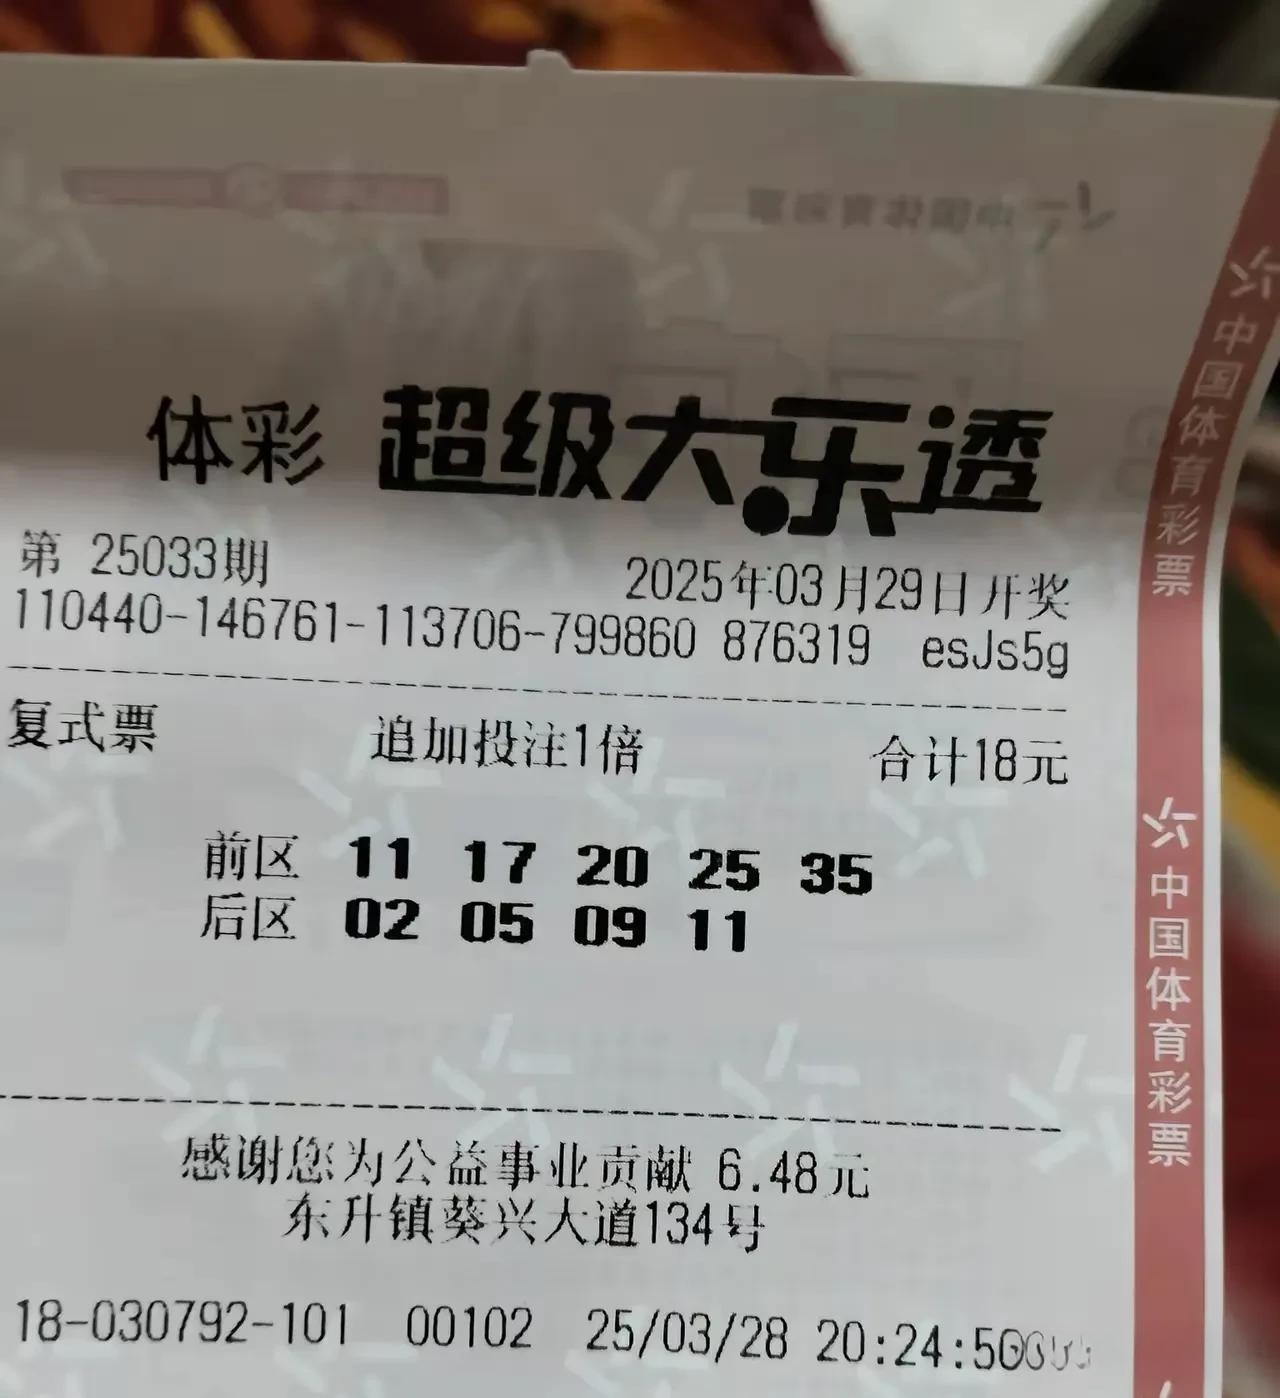 体彩 超级大乐透
第 25033期 2025年03月29日开奖
110440-146761-113706-799860 876319 esJs5g
复式票 追加投注1倍 合计18元
前区 11 17 20 25 35
后区 02 05 09 11
感谢您为公益事业贡献 6.48元
东升镇葵兴大道134号
18-030792-101 00102 25/03/28 20:24:50
中国体育彩票
中国体育彩票